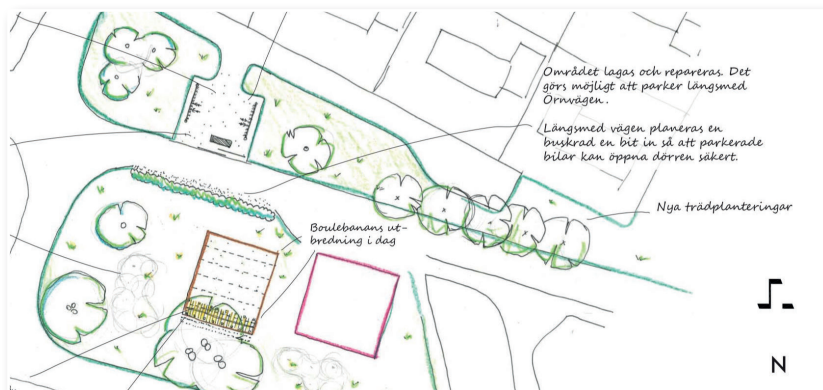 Området lagas och repareras. Det
görs möjligt att parker längsmed
Ornvägen.
Längsmed vägen planeras en
buskrad en bit in så att parkerade
bilar kan öppna dörren säkert.
Nya trädplanteringar
Boulebanans ut-
bredning i dag
N